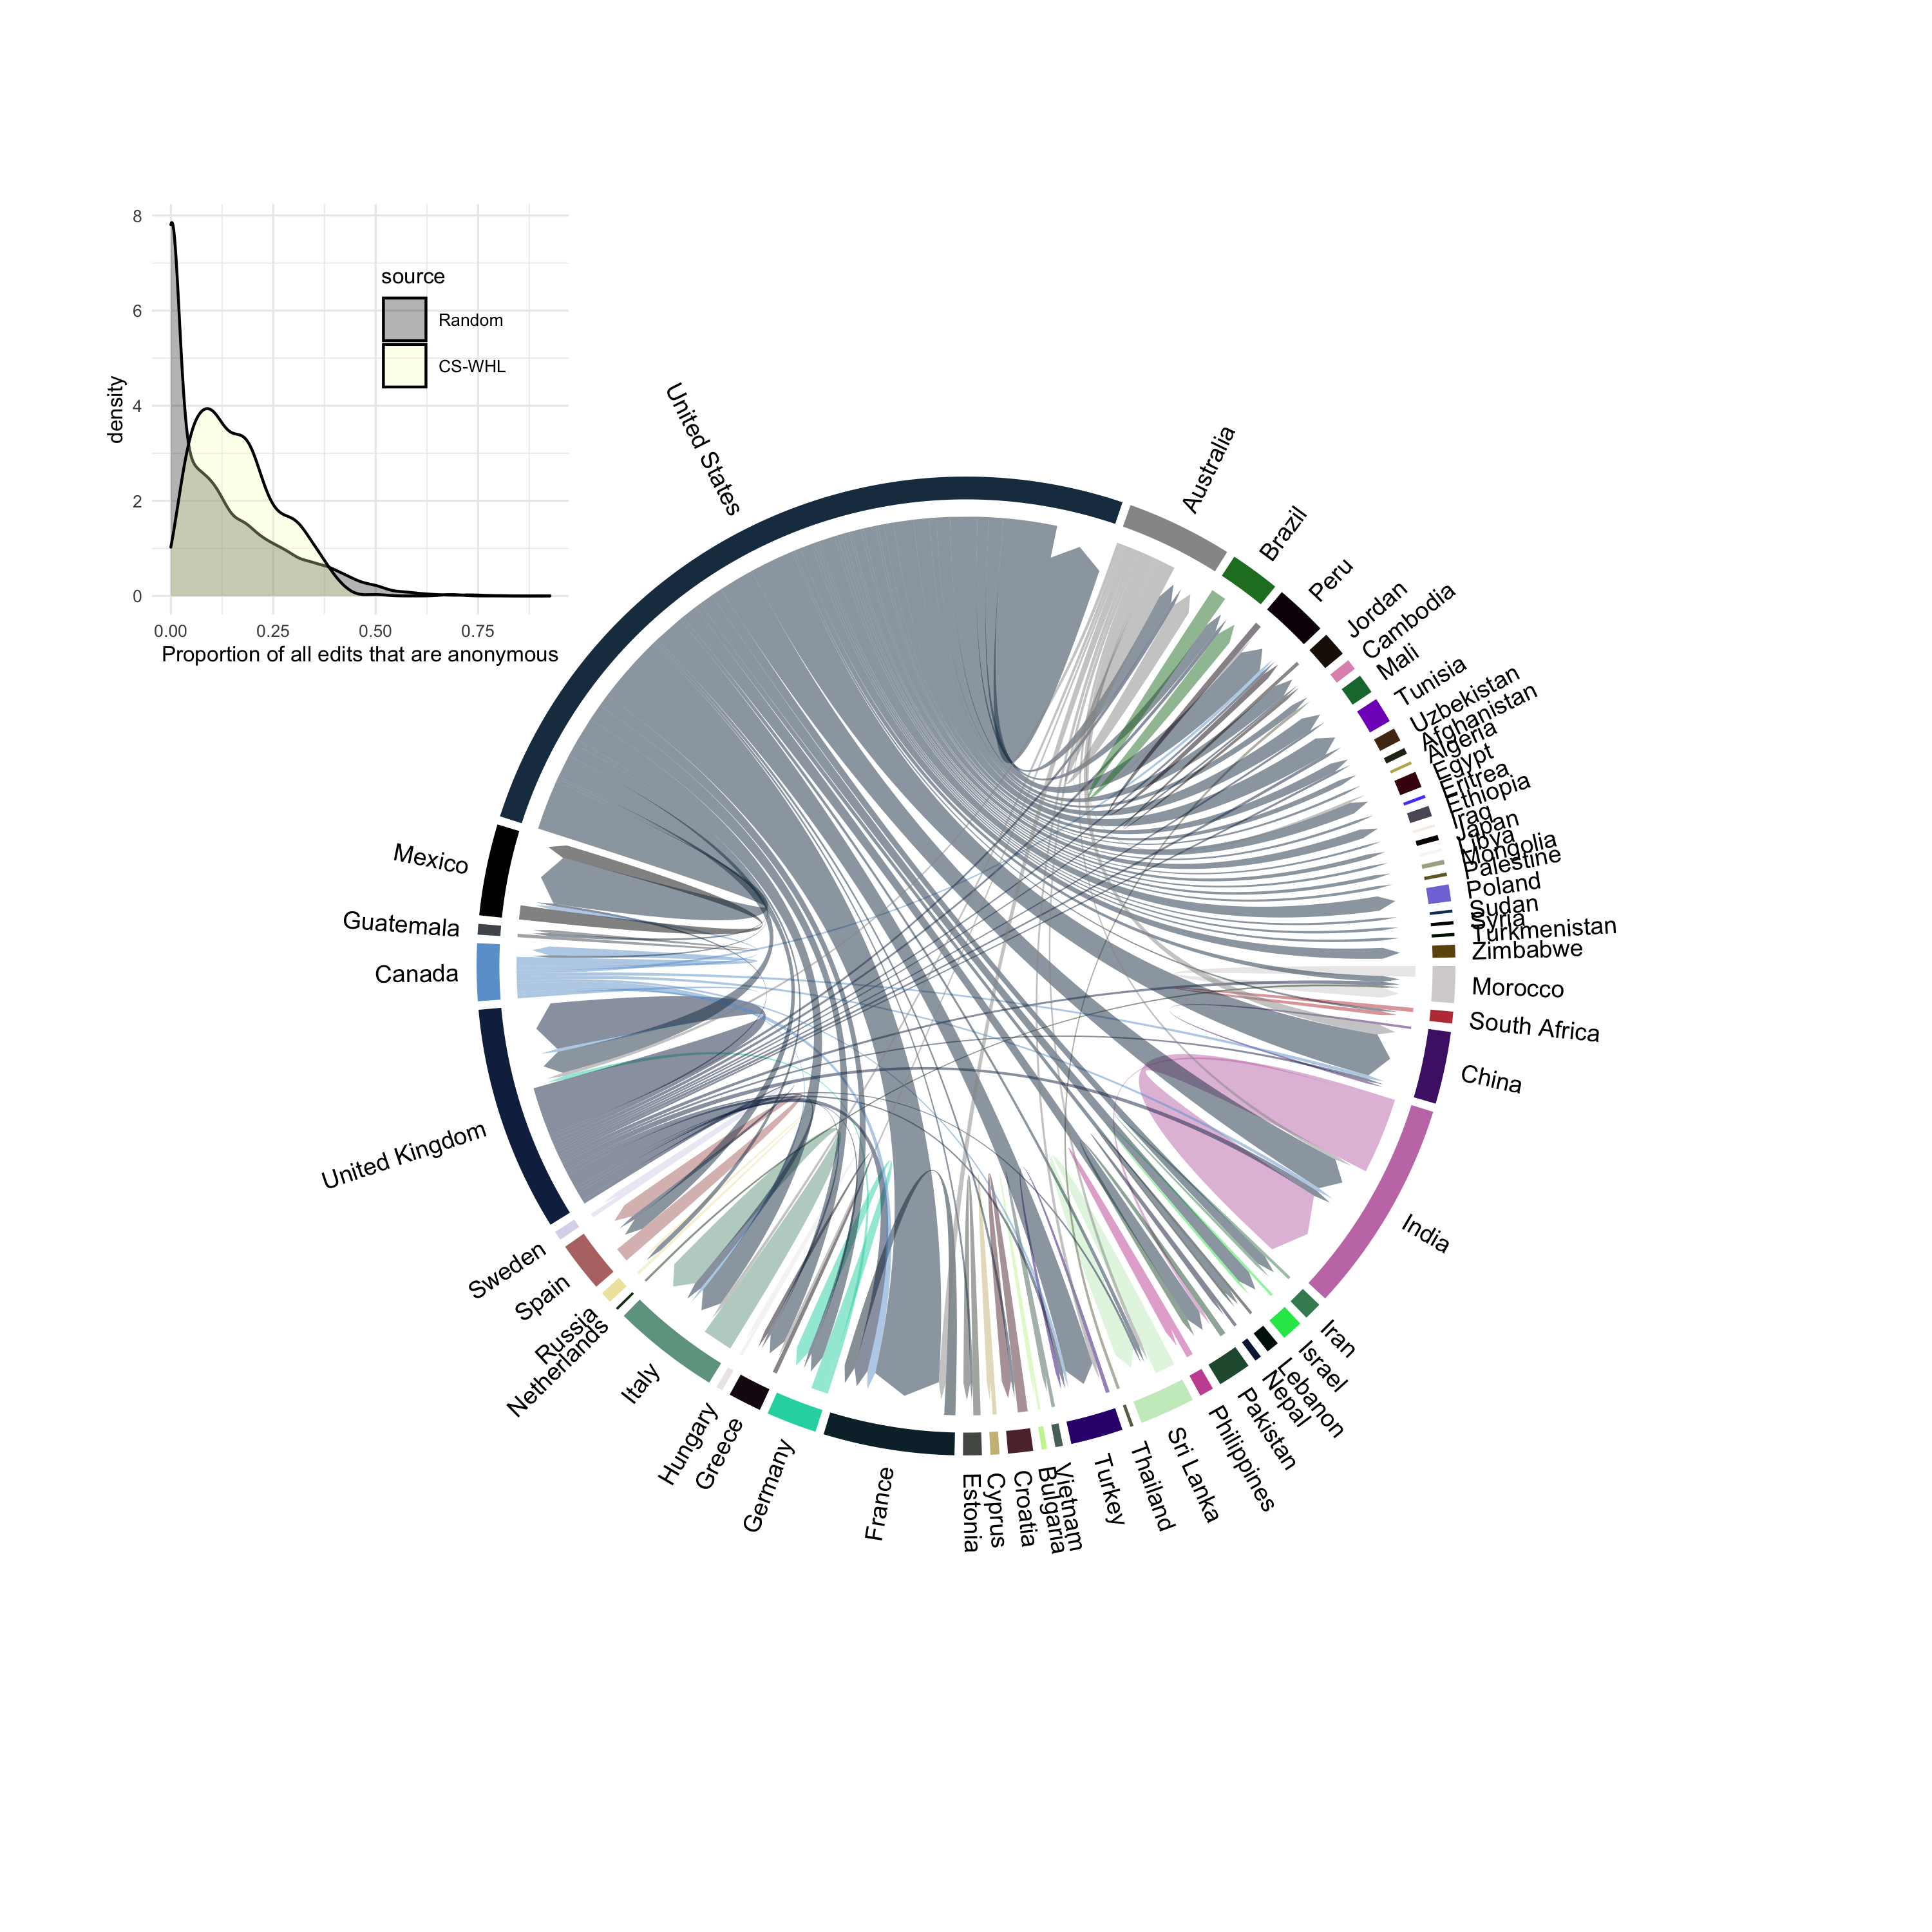 8
6
4
2
0
density
source
Random
CS-WHL
0.00
0.25
0.50
0.75
Proportion of all edits that are anonymous
United States
Australia
Brazil
Peru
Jordan
Cambodia
Mali
Tunisia
Uzbekistan
Afghanistan
Algeria
Egypt
Eritrea
Ethiopia
Iraq
Japan
Libya
Mongolia
Palestine
Poland
Sudan
Syria
Turkmenistan
Zimbabwe
Morocco
South Africa
China
India
Iran
Israel
Lebanon
Nepal
Pakistan
Philippines
Sri Lanka
Thailand
Turkey
Vietnam
Bulgaria
Croatia
Cyprus
Estonia
France
Germany
Greece
Hungary
Italy
Netherlands
Russia
Spain
Sweden
United Kingdom
Canada
Guatemala
Mexico